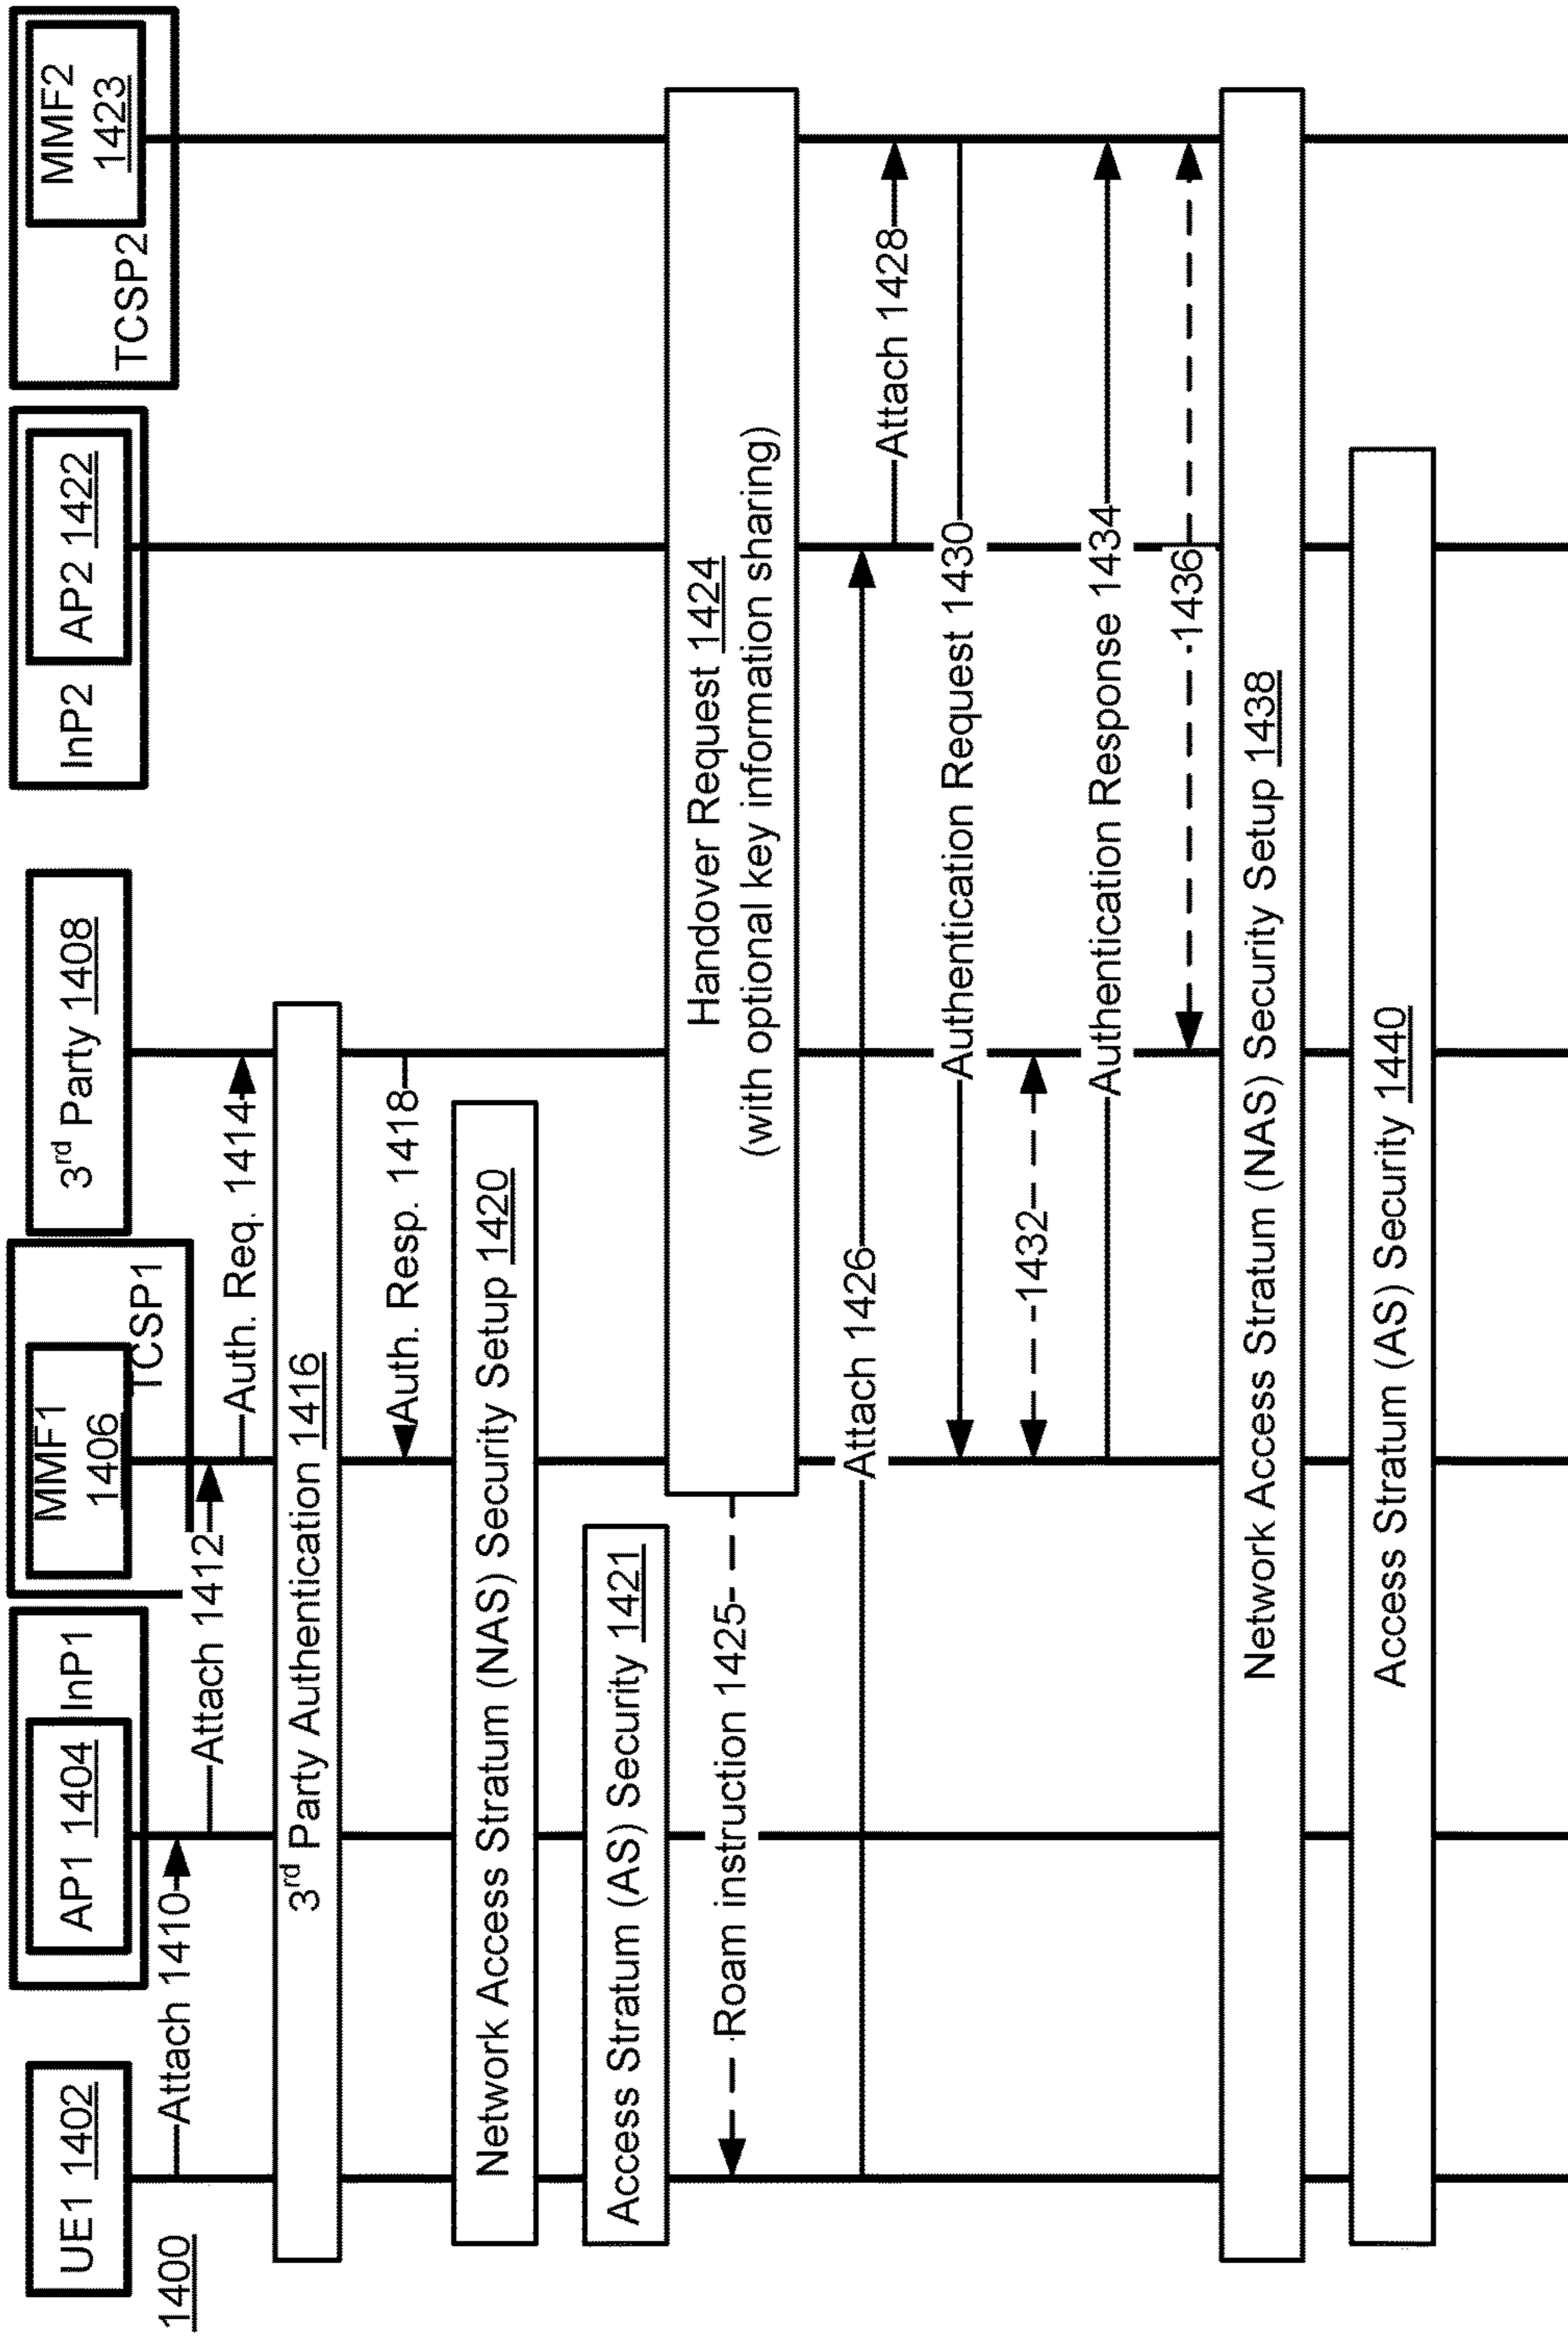 1400
UE1 1402
AP1 1404
InP1
MMF1
1406
TCSP1
3rd Party 1408
InP2
AP2 1422
TCSP2
MMF2
1423
Attach 1410
Attach 1412
Auth. Req. 1414
3rd Party Authentication 1416
Auth. Resp. 1418
Network Access Stratum (NAS) Security Setup 1420
Access Stratum (AS) Security 1421
Handover Request 1424
(with optional key information sharing)
Roam instruction 1425
Attach 1426
Attach 1428
Authentication Request 1430
1432
Authentication Response 1434
1436
Network Access Stratum (NAS) Security Setup 1438
Access Stratum (AS) Security 1440